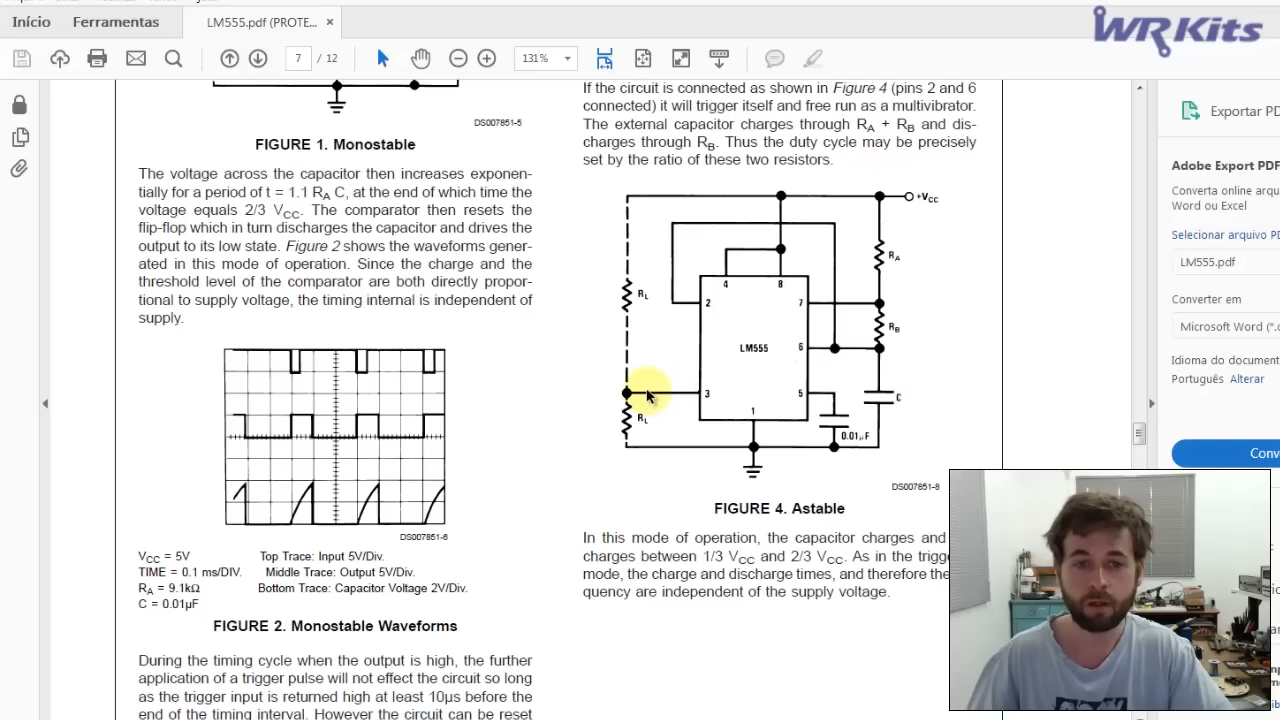 Início
Ferramentas
LM555.pdf (PROTE... ×
WR Kits
7 / 12
131%
If the circuit is connected as shown in Figure 4 (pins 2 and 6
connected) it will trigger itself and free run as a multivibrator.
The external capacitor charges through RA + RB and dis-
charges through RB. Thus the duty cycle may be precisely
set by the ratio of these two resistors.
DS007851-5
FIGURE 1. Monostable
The voltage across the capacitor then increases exponen-
tially for a period of t = 1.1 RA C, at the end of which time the
voltage equals 2/3 VCC. The comparator then resets the
flip-flop which in turn discharges the capacitor and drives the
output to its low state. Figure 2 shows the waveforms gener-
ated in this mode of operation. Since the charge and the
threshold level of the comparator are both directly propor-
tional to supply voltage, the timing internal is independent of
supply.
DS007851-6
VCC = 5V
TIME = 0.1 ms/DIV.
RA = 9.1kΩ
C = 0.01µF
Top Trace: Input 5V/Div.
Middle Trace: Output 5V/Div.
Bottom Trace: Capacitor Voltage 2V/Div.
FIGURE 2. Monostable Waveforms
During the timing cycle when the output is high, the further
application of a trigger pulse will not effect the circuit so long
as the trigger input is returned high at least 10µs before the
end of the timing interval. However the circuit can be reset
+VCC
RA
4
8
RL
2
7
RB
LM555
6
3
5
C
RL
1
0.01µF
DS007851-8
FIGURE 4. Astable
In this mode of operation, the capacitor charges and
charges between 1/3 VCC and 2/3 VCC. As in the trigg
mode, the charge and discharge times, and therefore the
quency are independent of the supply voltage.
Exportar PD
Adobe Export PDF
Converta arqu
Word ou Excel
Selecionar arquivo PD
LM555.pdf
Converter em
Microsoft Word (*.
Idioma do document
Português Alterar
Conv